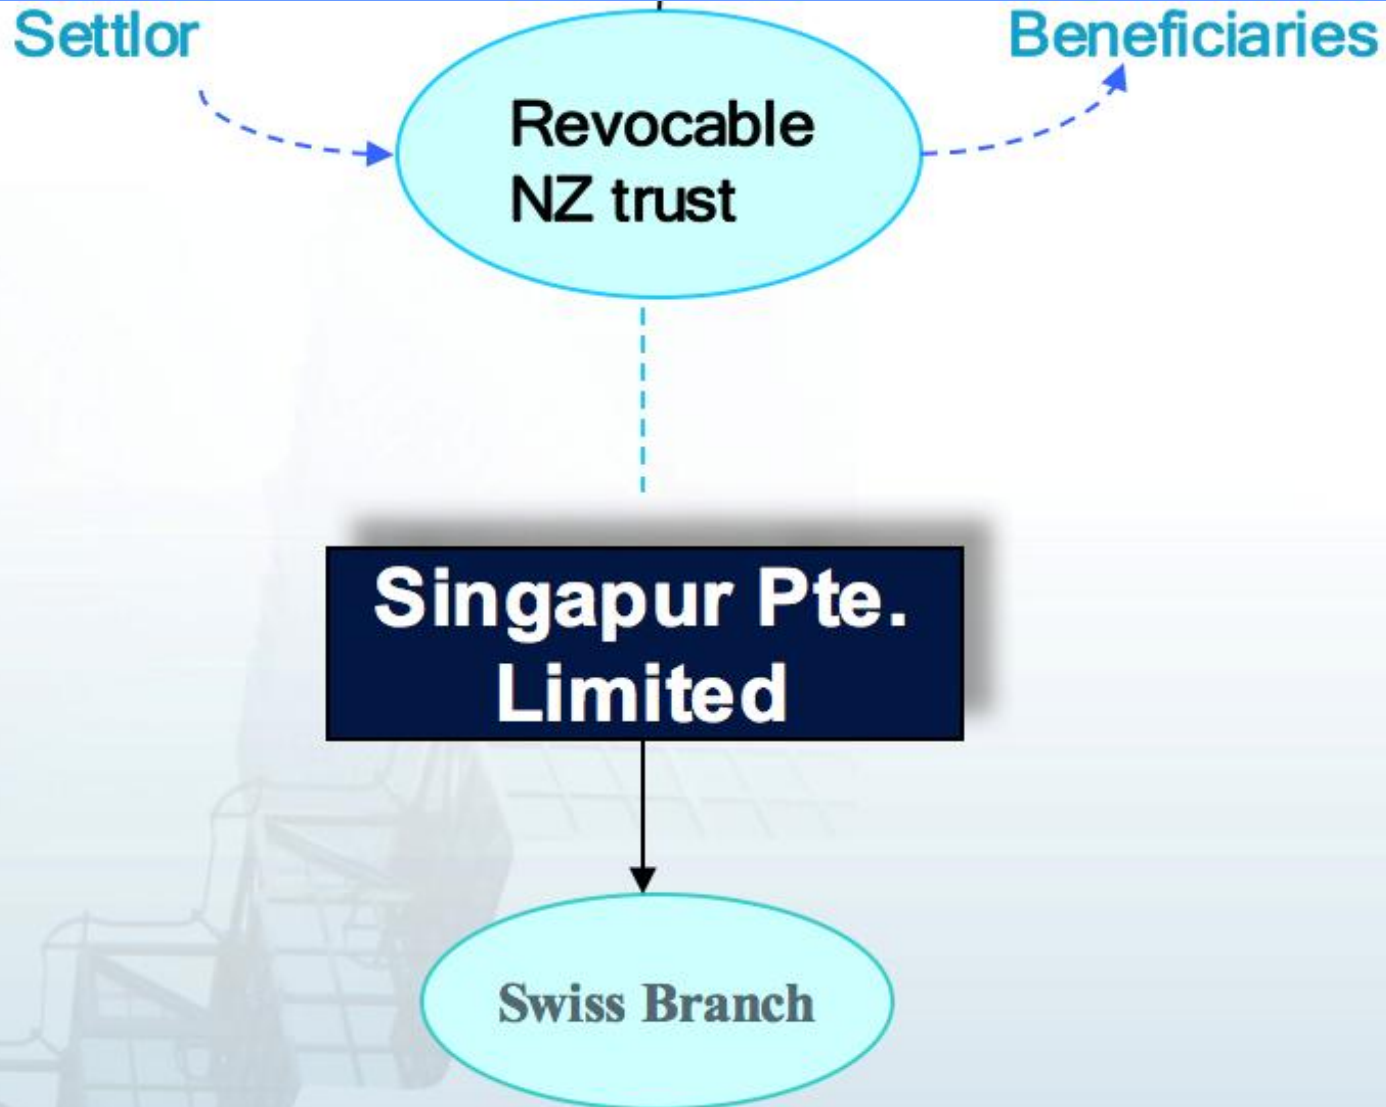 Settlor
Beneficiaries
Revocable
NZ trust
Singapur Pte.
Limited
Swiss Branch